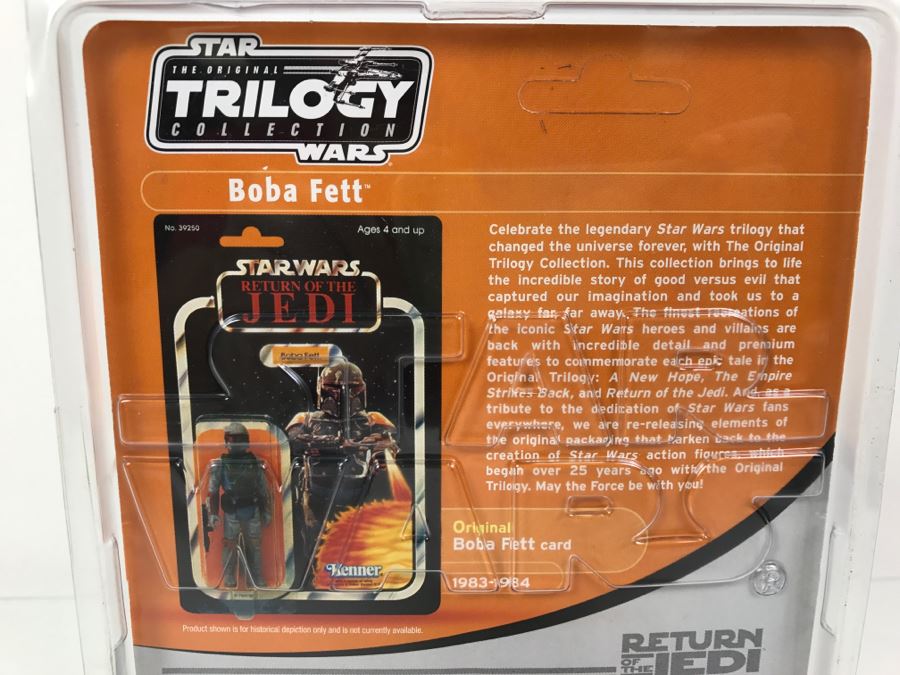 STAR
THE ORIGINAL
TRILOGY
COLLECTION
WARS
Boba Fett™
No. 39250
Ages 4 and up
STAR WARS
RETURN OF THE
JEDI
Boba Fett
Kenner
Celebrate the legendary Star Wars trilogy that
changed the universe forever, with The Original
Trilogy Collection. This collection brings to life
the incredible story of good versus evil that
captured our imagination and took us to a
galaxy far, far away. The finest recreations of
the iconic Star Wars heroes and villains are
back with incredible detail and premium
features to commemorate each epic tale in the
Original Trilogy: A New Hope, The Empire
Strikes Back, and Return of the Jedi. And, as a
tribute to the dedication of Star Wars fans
everywhere, we are re-releasing elements of
the original packaging that harken back to the
creation of Star Wars action figures, which
began over 25 years ago with the Original
Trilogy. May the Force be with you!
Original
Boba Fett card
1983-1984
Product shown is for historical depiction only and is not currently available.
RETURN
OF THE JEDI
STAR
WARS